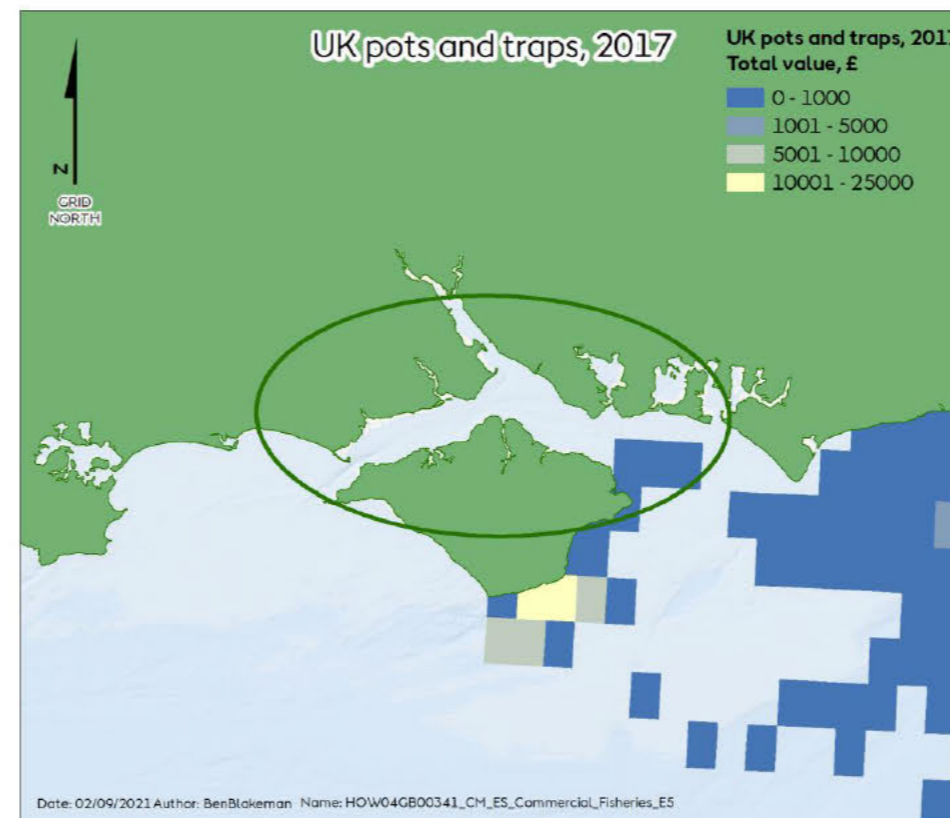 UK pots and traps, 2017
UK pots and traps, 201
Total value, £
0 - 1000
1001 - 5000
5001 - 10000
10001 - 25000
N
GRID
NORTH
Date: 02/09/2021 Author: BenBlakeman Name: HOW04GB00341_CM_ES_Commercial_Fisheries_E5